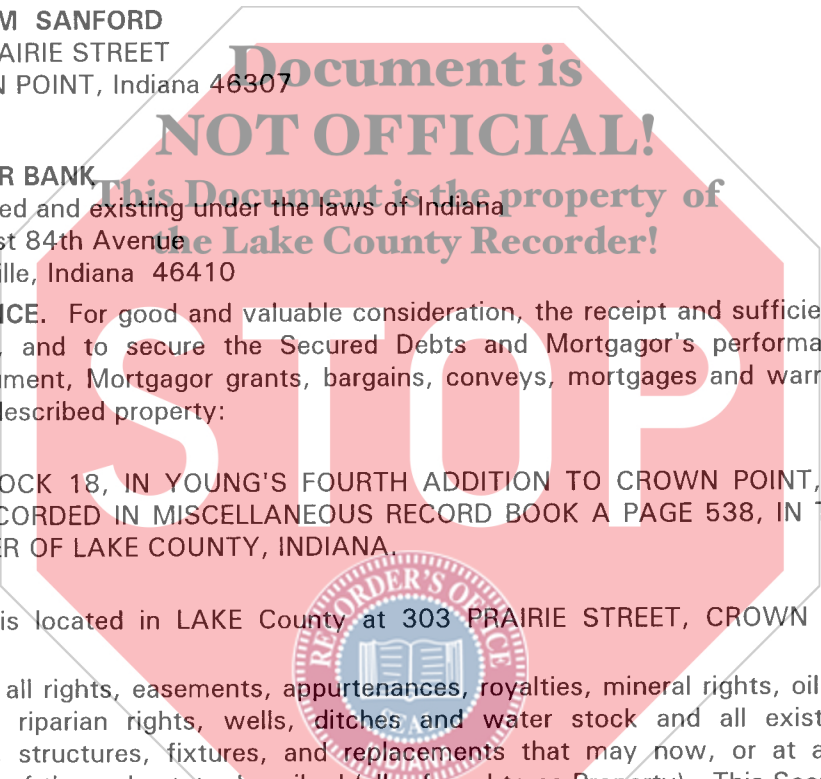 M SANFORD
AIRIE STREET
N POINT, Indiana 46307
Document is
NOT OFFICIAL!
R BANK
This Document is the property of
ed and existing under the laws of Indiana
st 84th Avenue
the Lake County Recorder!
ille, Indiana 46410
ICE. For good and valuable consideration, the receipt and sufficie
, and to secure the Secured Debts and Mortgagor's performa
ument, Mortgagor grants, bargains, conveys, mortgages and warr
described property:
STOP
OCK 18, IN YOUNG'S FOURTH ADDITION TO CROWN POINT,
CORDED IN MISCELLANEOUS RECORD BOOK A PAGE 538, IN T
ER OF LAKE COUNTY, INDIANA.
RECORDER'S OFFICE
is located in LAKE County at 303 PRAIRIE STREET, CROWN
all rights, easements, appurtenances, royalties, mineral rights, oil
riparian rights, wells, ditches and water stock and all exist
SEAL
structures, fixtures, and replacements that may now, or at a